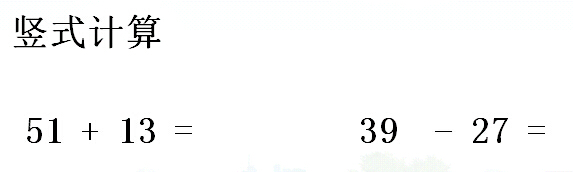 竖式计算
51 + 13 = 39 - 27 =